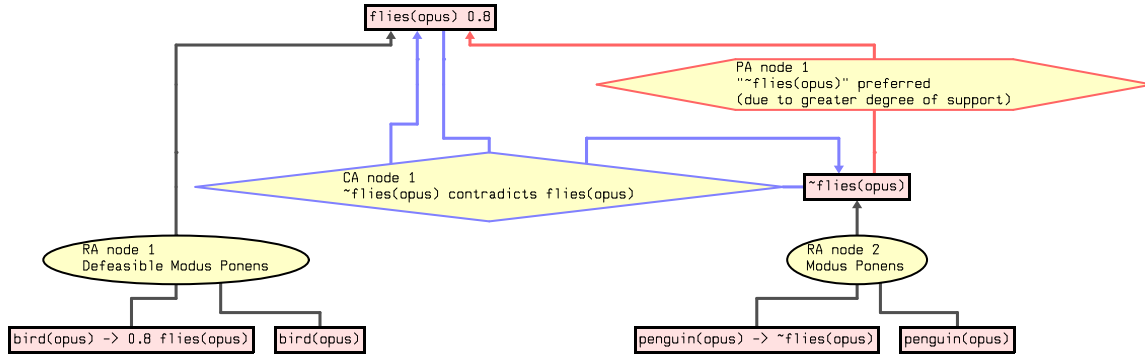 flies(opus) 0.8
PA node 1
"~flies(opus)" preferred
(due to greater degree of support)
CA node 1
~flies(opus) contradicts flies(opus)
~flies(opus)
RA node 1
Defeasible Modus Ponens
RA node 2
Modus Ponens
bird(opus) -> 0.8 flies(opus)
bird(opus)
penguin(opus) -> ~flies(opus)
penguin(opus)